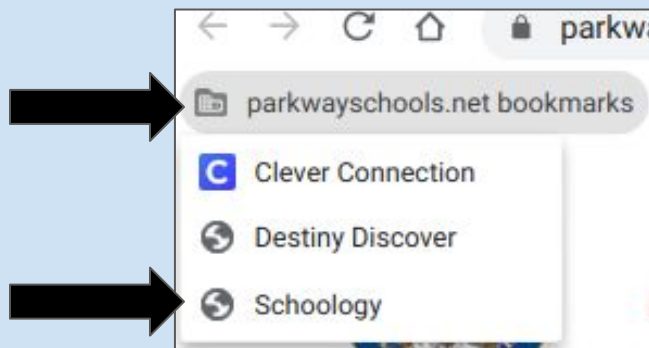 parkwa
parkwayschools.net bookmarks
C Clever Connection
Destiny Discover
Schoology